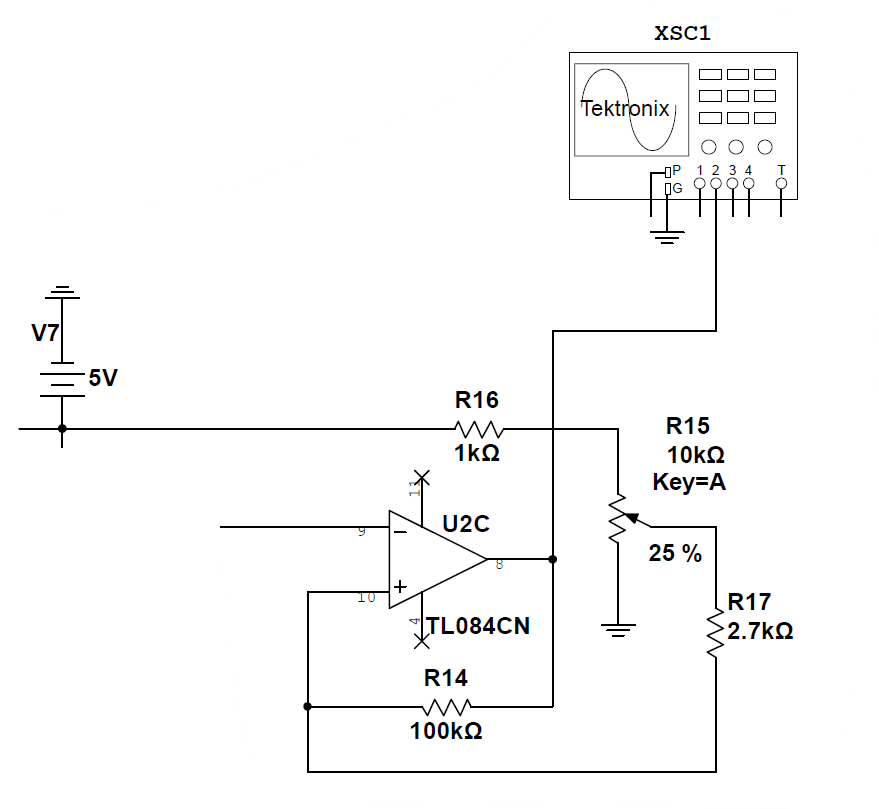 XSC1
Tektronix
P
1 2 3 4
T
G
V7
5V
R16
1kΩ
R15
10kΩ
Key=A
25 %
11
U2C
9
8
10
4
TL084CN
R17
2.7kΩ
R14
100kΩ